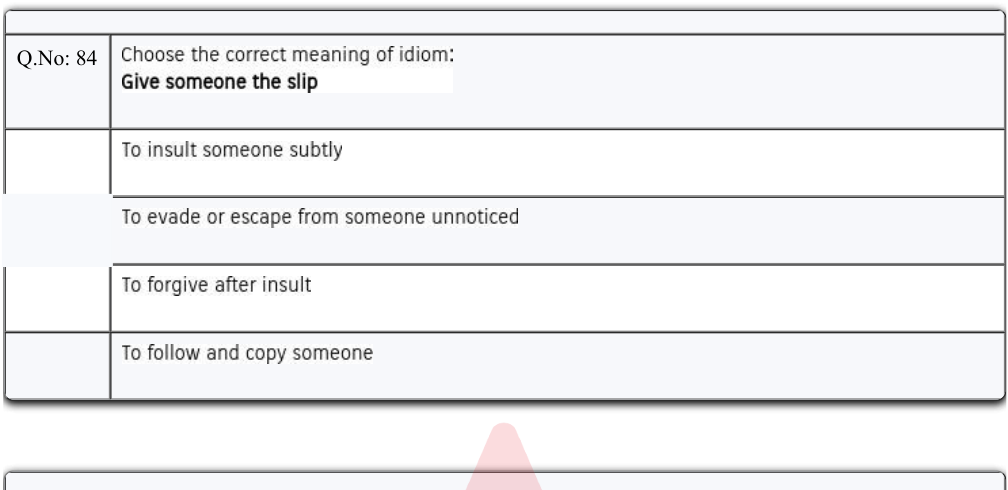 Q.No: 84
Choose the correct meaning of idiom:
Give someone the slip
To insult someone subtly
To evade or escape from someone unnoticed
To forgive after insult
To follow and copy someone